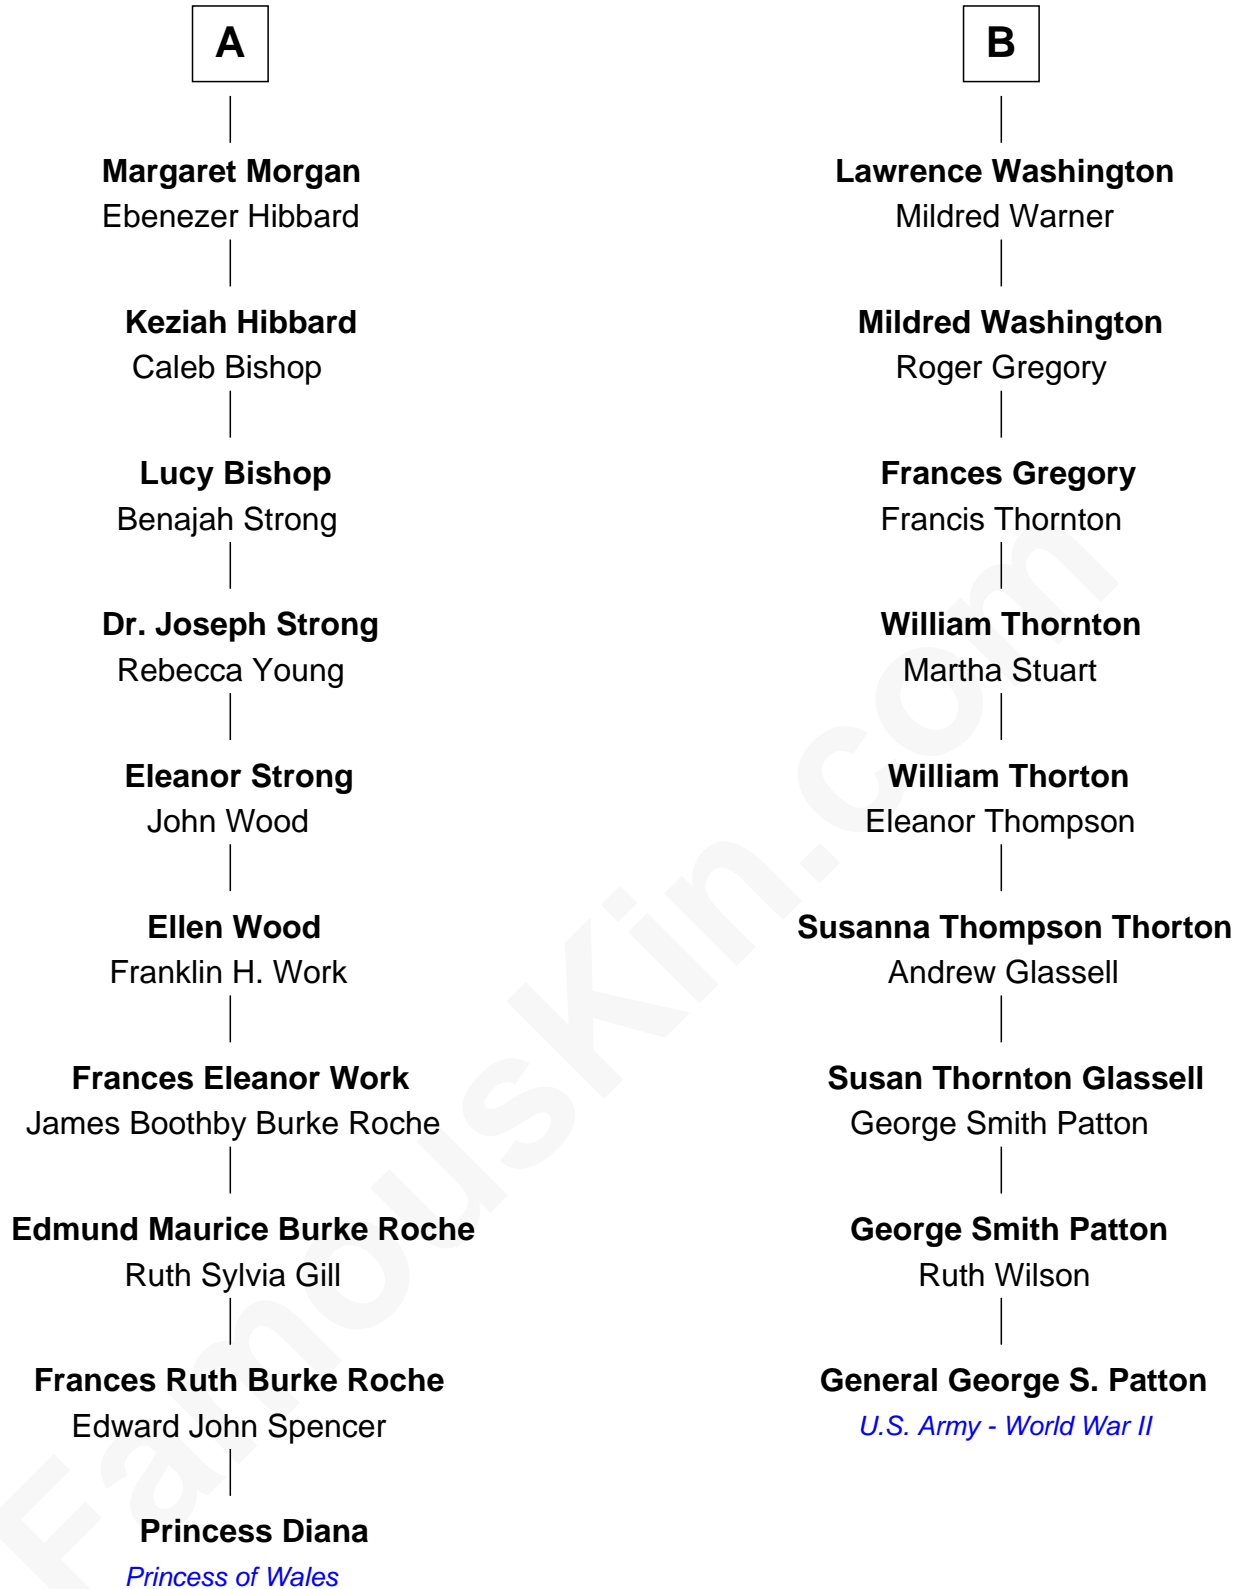 A
Margaret Morgan
Ebenezer Hibbard
Keziah Hibbard
Caleb Bishop
Lucy Bishop
Benajah Strong
Dr. Joseph Strong
Rebecca Young
Eleanor Strong
John Wood
Ellen Wood
Franklin H. Work
Frances Eleanor Work
James Boothby Burke Roche
Edmund Maurice Burke Roche
Ruth Sylvia Gill
Frances Ruth Burke Roche
Edward John Spencer
Princess Diana
Princess of Wales
B
Lawrence Washington
Mildred Warner
Mildred Washington
Roger Gregory
Frances Gregory
Francis Thornton
William Thornton
Martha Stuart
William Thorton
Eleanor Thompson
Susanna Thompson Thorton
Andrew Glassell
Susan Thornton Glassell
George Smith Patton
George Smith Patton
Ruth Wilson
General George S. Patton
U.S. Army - World War II
FamousKin.com